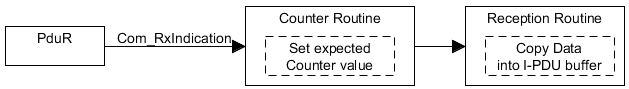 PduR
Com_RxIndication
Counter Routine
Set expected
Counter value
Reception Routine
Copy Data
into I-PDU buffer